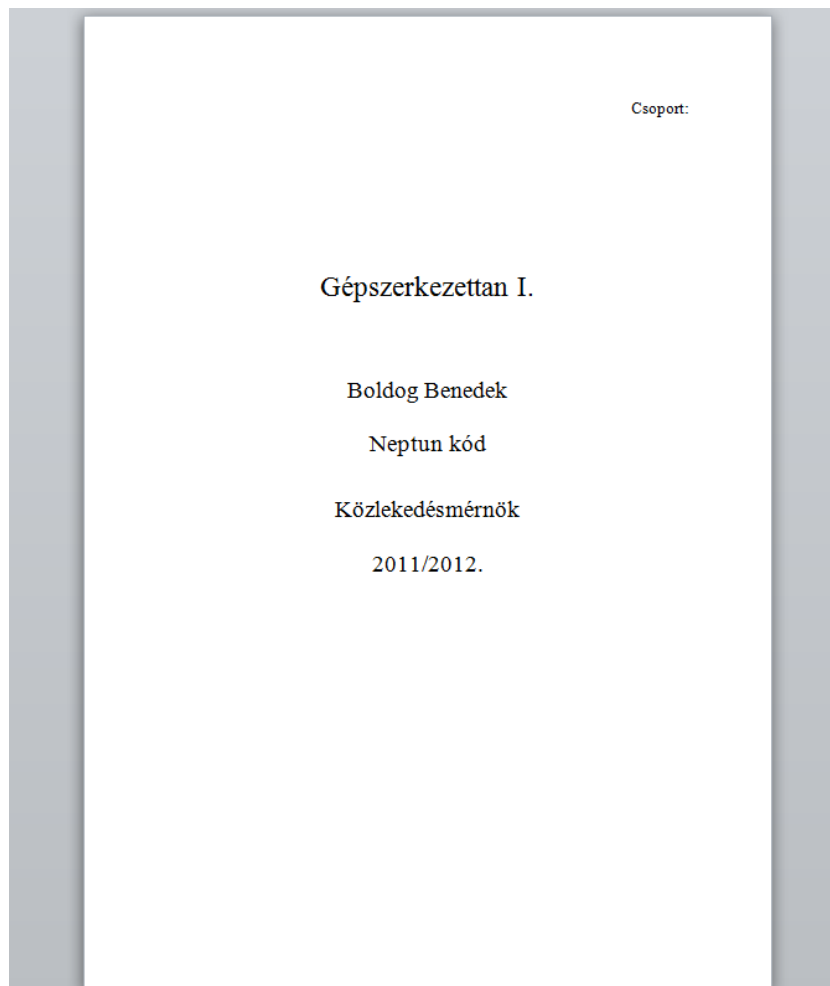 Csoport:
Gépszerkezettan I.
Boldog Benedek
Neptun kód
Közlekedésmérnök
2011/2012.